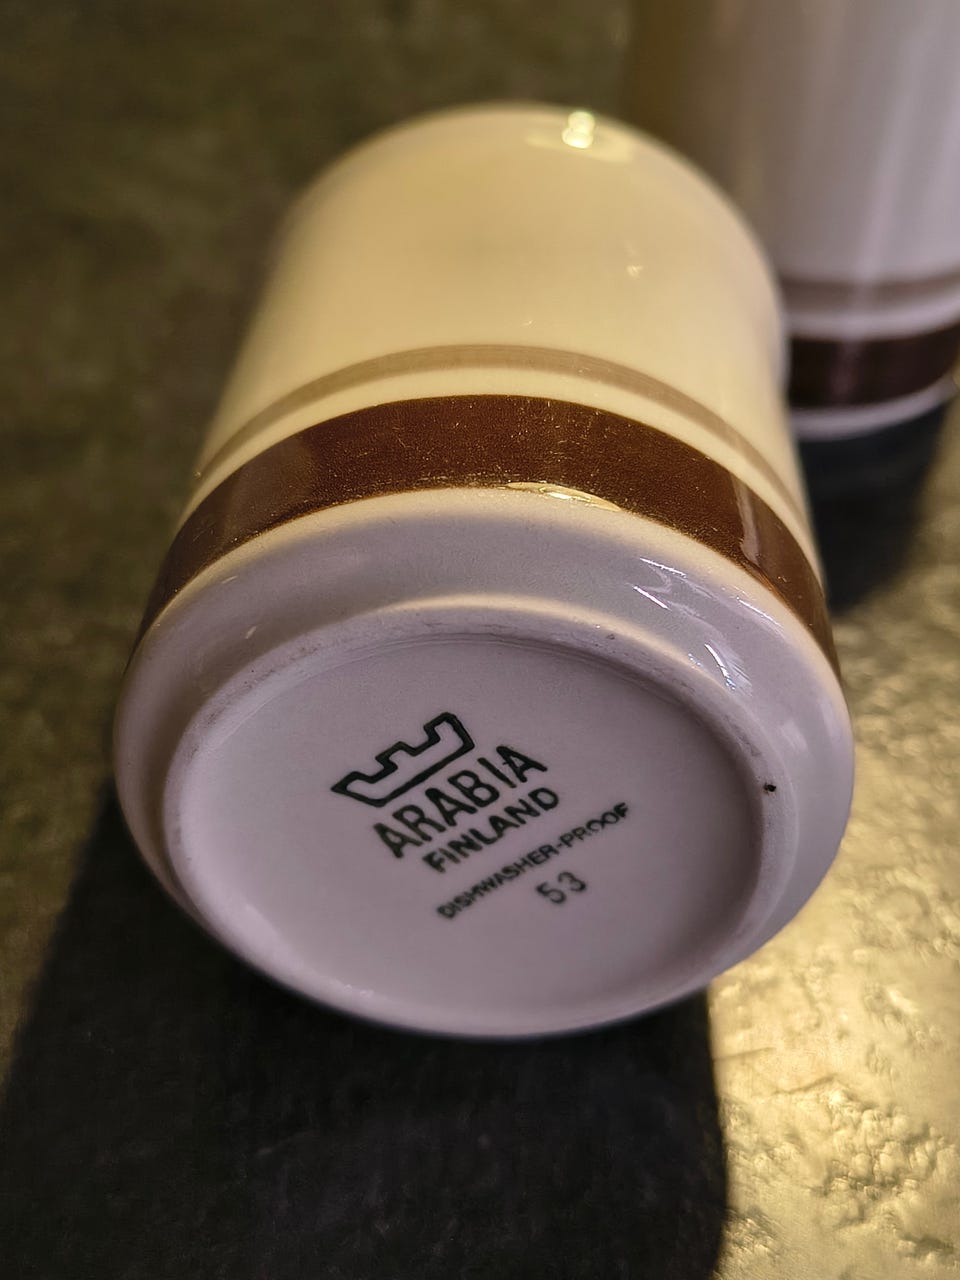 ARABIA
FINLAND
DISHWASHER-PROOF
53